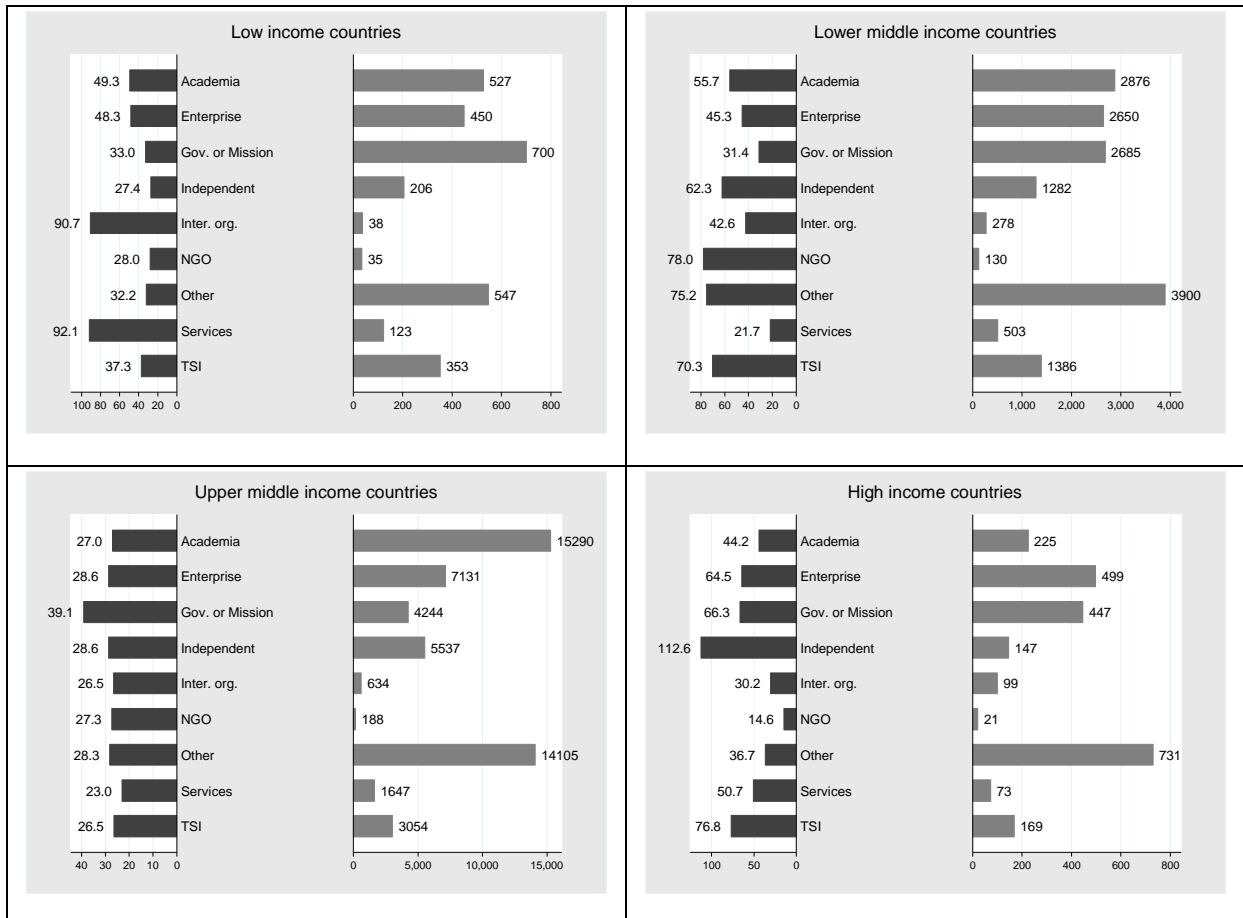 Low income countries
49.3 Academia 527
48.3 Enterprise 450
33.0 Gov. or Mission 700
27.4 Independent 206
90.7 Inter. org. 38
28.0 NGO 35
32.2 Other 547
92.1 Services 123
37.3 TSI 353
100 80 60 40 20 0 0 200 400 600 800
Lower middle income countries
55.7 Academia 2876
45.3 Enterprise 2650
31.4 Gov. or Mission 2685
62.3 Independent 1282
42.6 Inter. org. 278
78.0 NGO 130
75.2 Other 3900
21.7 Services 503
70.3 TSI 1386
80 60 40 20 0 0 1,000 2,000 3,000 4,000
Upper middle income countries
27.0 Academia 15290
28.6 Enterprise 7131
39.1 Gov. or Mission 4244
28.6 Independent 5537
26.5 Inter. org. 634
27.3 NGO 188
28.3 Other 14105
23.0 Services 1647
26.5 TSI 3054
40 30 20 10 0 0 5,000 10,000 15,000
High income countries
44.2 Academia 225
64.5 Enterprise 499
66.3 Gov. or Mission 447
112.6 Independent 147
30.2 Inter. org. 99
14.6 NGO 21
36.7 Other 731
50.7 Services 73
76.8 TSI 169
100 50 0 0 200 400 600 800